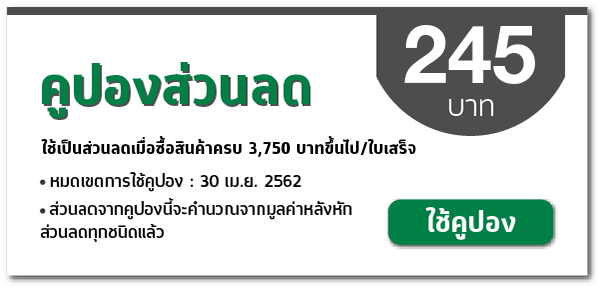 คูปองส่วนลด
245
บาท
ใช้เป็นส่วนลดเมื่อซื้อสินค้าครบ 3,750 บาทขึ้นไป/ใบเสร็จ
• หมดเขตการใช้คูปอง : 30 เม.ย. 2562
• ส่วนลดจากคูปองนี้จะคำนวณจากมูลค่าหลังหัก
ส่วนลดทุกชนิดแล้ว
ใช้คูปอง